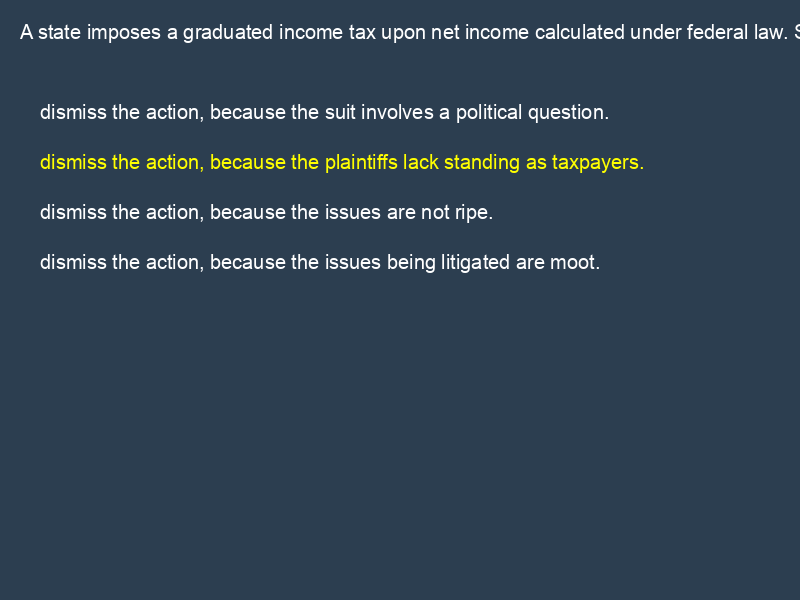 A state imposes a graduated income tax upon net income calculated under federal law.
dismiss the action, because the suit involves a political question.
dismiss the action, because the plaintiffs lack standing as taxpayers.
dismiss the action, because the issues are not ripe.
dismiss the action, because the issues being litigated are moot.